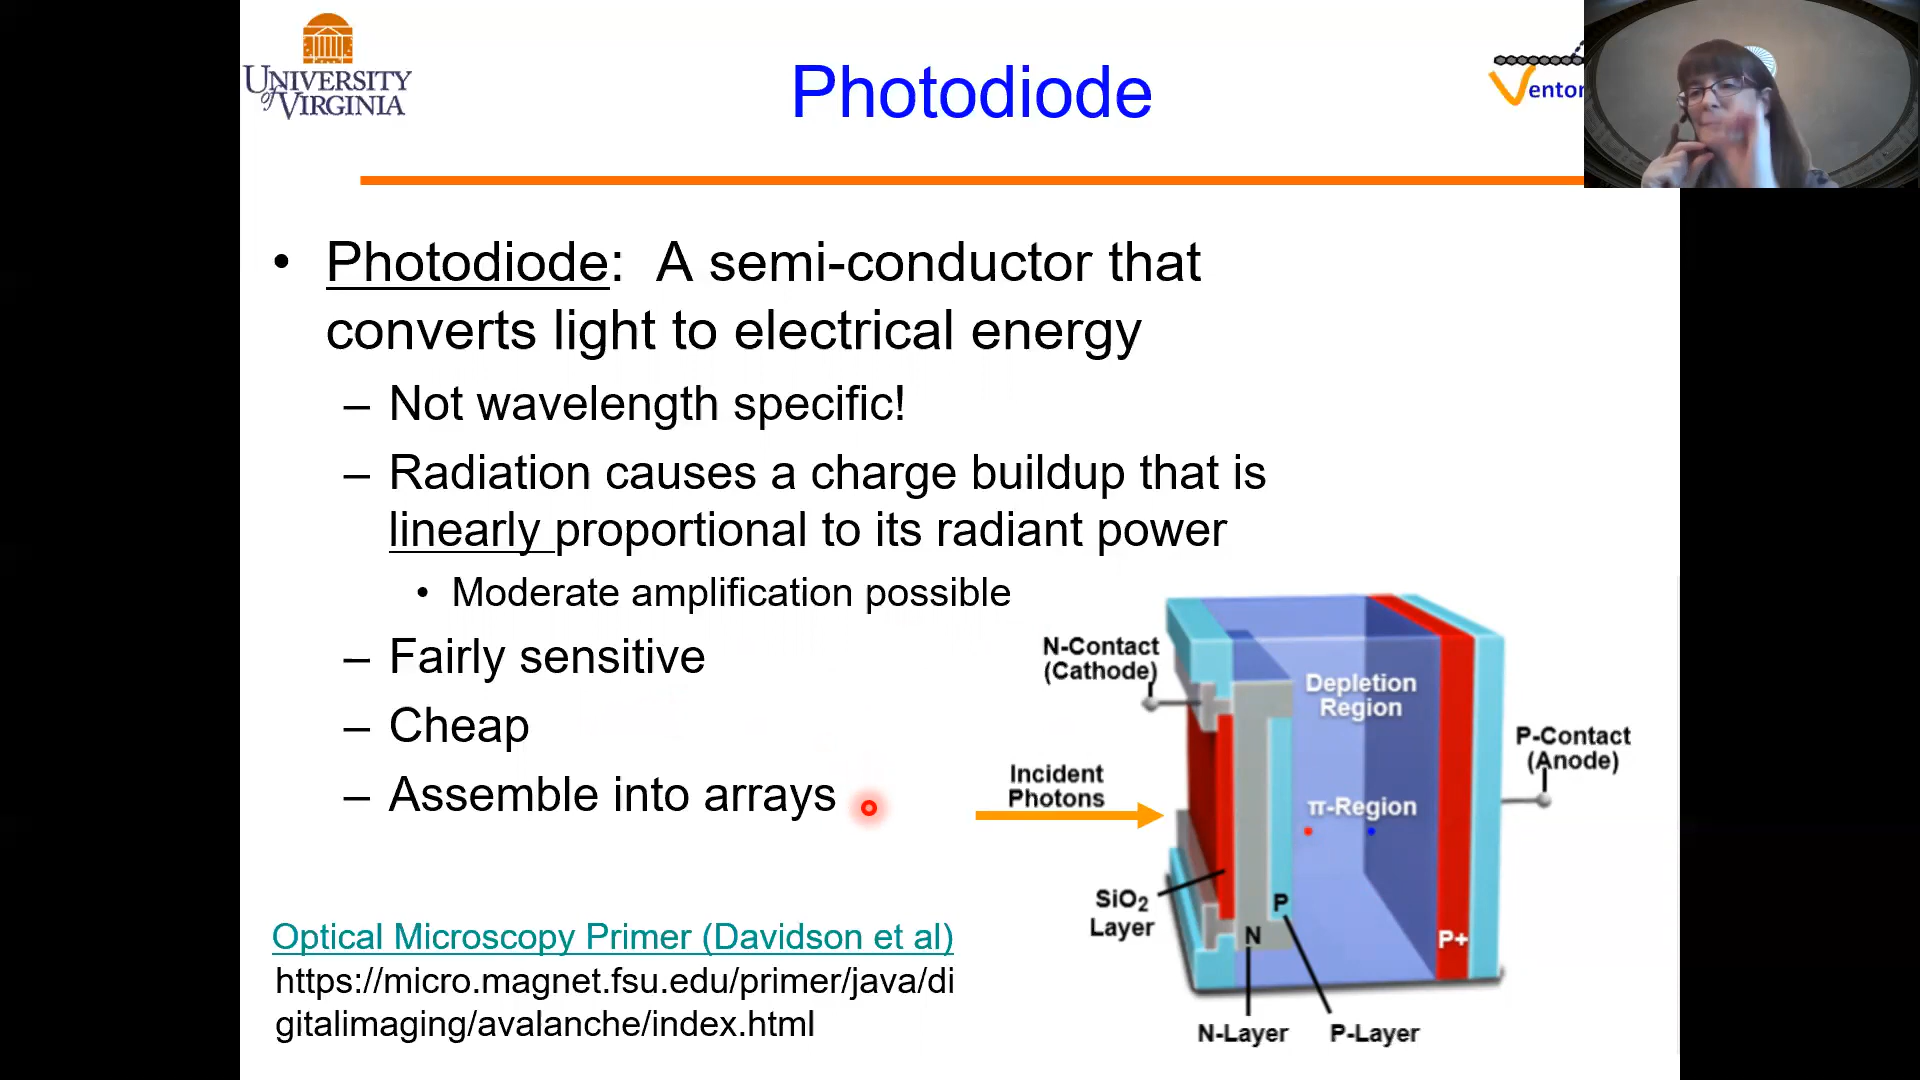 UNIVERSITY
of VIRGINIA
Photodiode
Ventor
• Photodiode: A semi-conductor that
converts light to electrical energy
– Not wavelength specific!
– Radiation causes a charge buildup that is
linearly proportional to its radiant power
• Moderate amplification possible
– Fairly sensitive
– Cheap
– Assemble into arrays
Optical Microscopy Primer (Davidson et al)
https://micro.magnet.fsu.edu/primer/java/di
gitalimaging/avalanche/index.html
N-Contact
(Cathode)
Depletion
Region
P-Contact
(Anode)
Incident
Photons
π-Region
SiO₂
Layer
P
N
P+
N-Layer
P-Layer